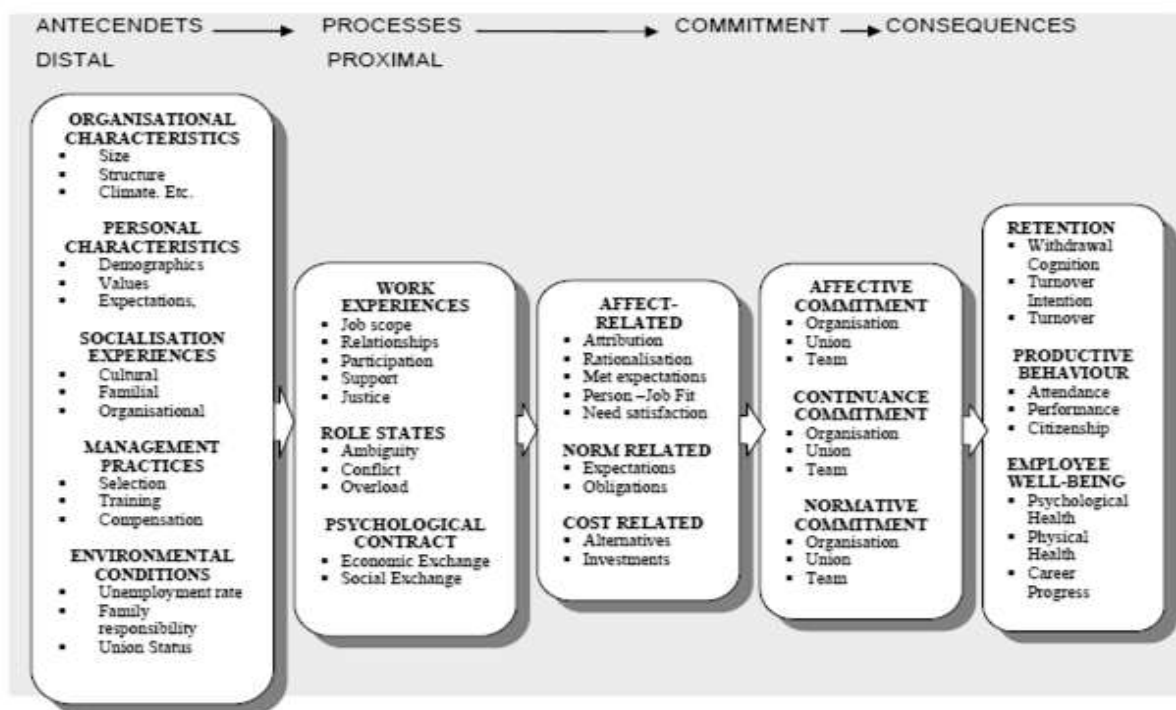 ANTECENDETS
PROCESSES
COMMITMENT
CONSEQUENCES
DISTAL
PROXIMAL
ORGANISATIONAL
CHARACTERISTICS
▪ Size
▪ Structure
▪ Climate. Etc.
PERSONAL
CHARACTERISTICS
▪ Demographics
▪ Values
▪ Expectations,
SOCIALISATION
EXPERIENCES
▪ Cultural
▪ Familial
▪ Organisational
MANAGEMENT
PRACTICES
▪ Selection
▪ Training
▪ Compensation
ENVIRONMENTAL
CONDITIONS
▪ Unemployment rate
▪ Family
responsibility
▪ Union Status
WORK
EXPERIENCES
▪ Job scope
▪ Relationships
▪ Participation
▪ Support
▪ Justice
ROLE STATES
▪ Ambiguity
▪ Conflict
▪ Overload
PSYCHOLOGICAL
CONTRACT
▪ Economic Exchange
▪ Social Exchange
AFFECT-
RELATED
▪ Attribution
▪ Rationalisation
▪ Met expectations
▪ Person –Job Fit
▪ Need satisfaction
NORM RELATED
▪ Expectations
▪ Obligations
COST RELATED
▪ Alternatives
▪ Investments
AFFECTIVE
COMMITMENT
▪ Organisation
▪ Union
▪ Team
CONTINUANCE
COMMITMENT
▪ Organisation
▪ Union
▪ Team
NORMATIVE
COMMITMENT
▪ Organisation
▪ Union
▪ Team
RETENTION
▪ Withdrawal
Cognition
▪ Turnover
Intention
▪ Turnover
PRODUCTIVE
BEHAVIOUR
▪ Attendance
▪ Performance
▪ Citizenship
EMPLOYEE
WELL-BEING
▪ Psychological
Health
▪ Physical
Health
▪ Career
Progress